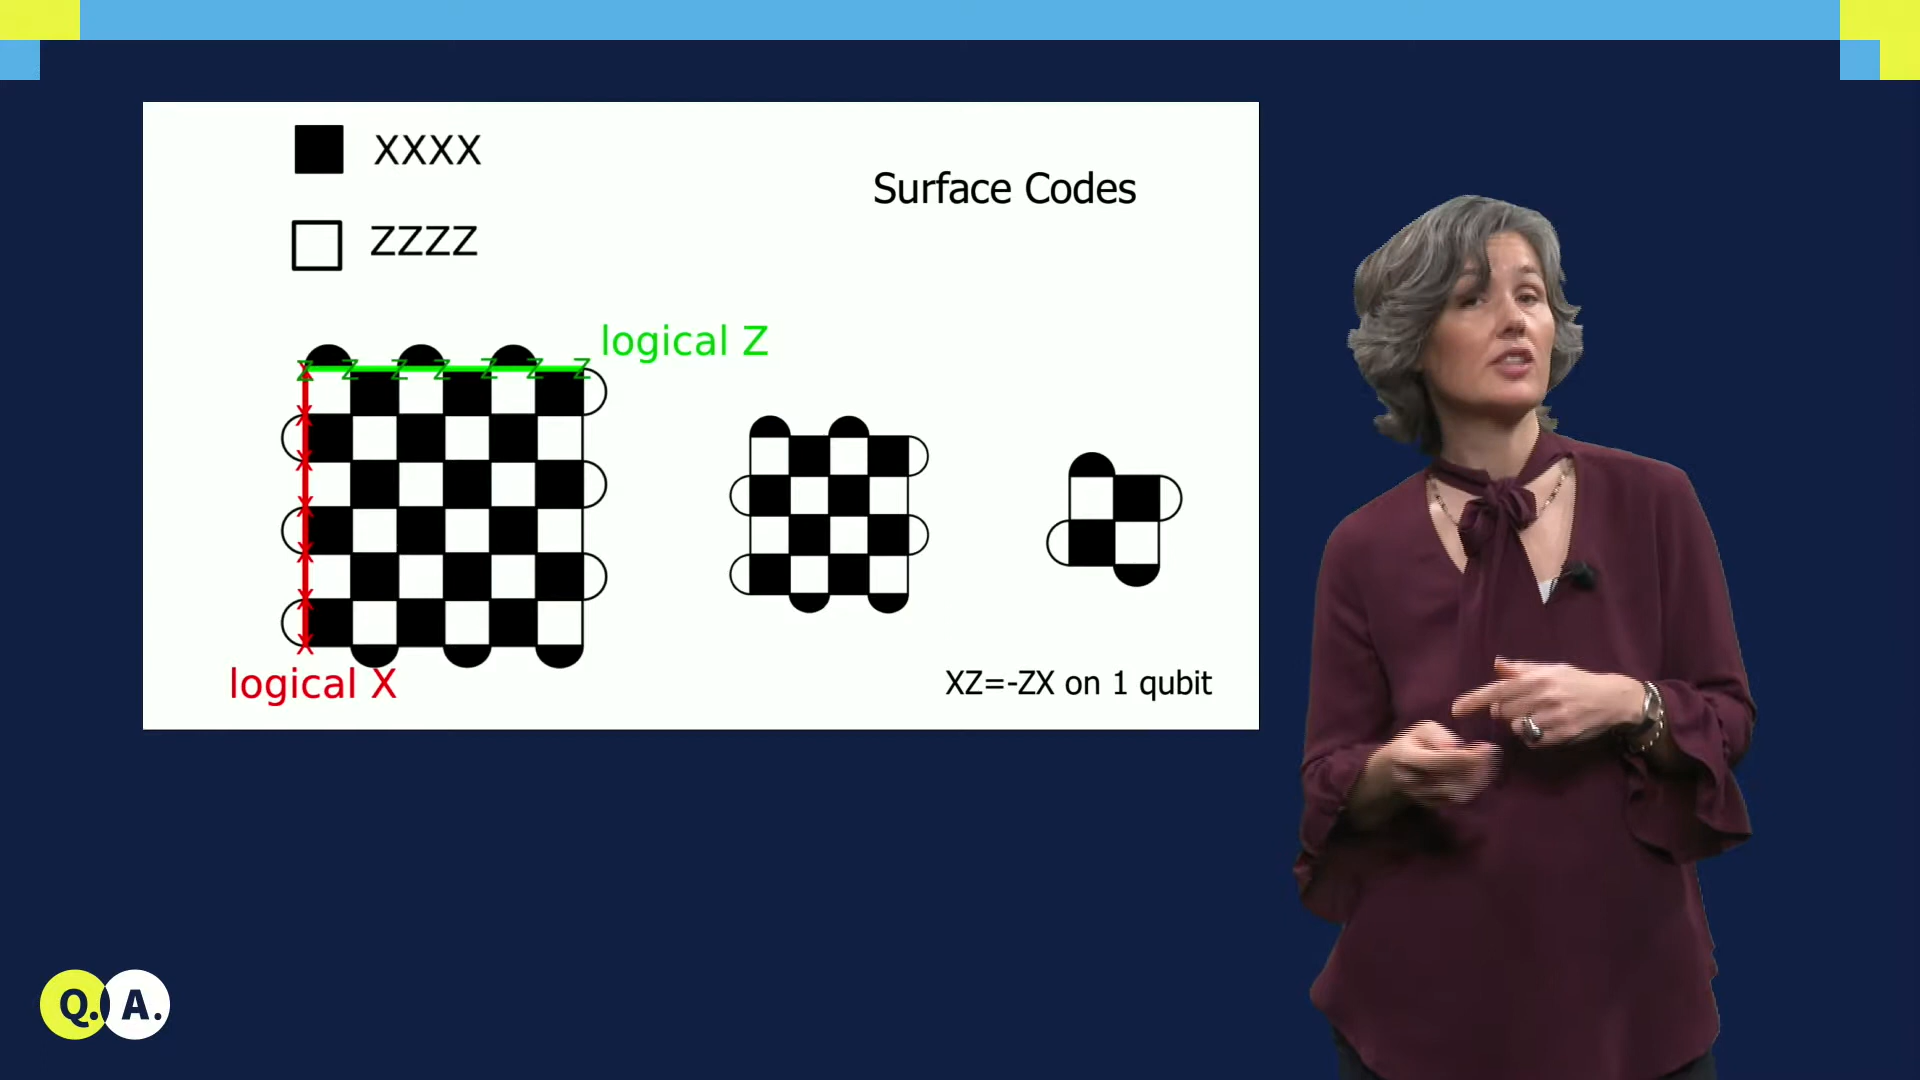 XXXX
Surface Codes
ZZZZ
logical Z
Z Z Z Z Z Z Z
X
X
X
X
X
X
X
logical X
XZ=-ZX on 1 qubit
Q. A.